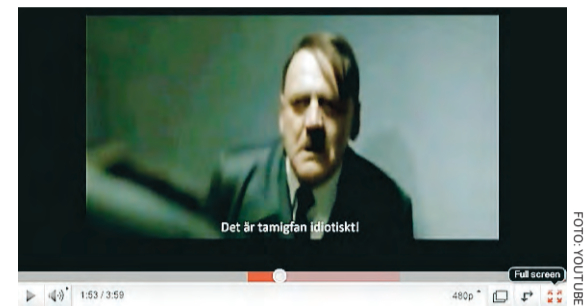 Det är tamigfan idiotiskt!
Full screen
1:53 / 3:59
480p
FOTO: YOUTUBE